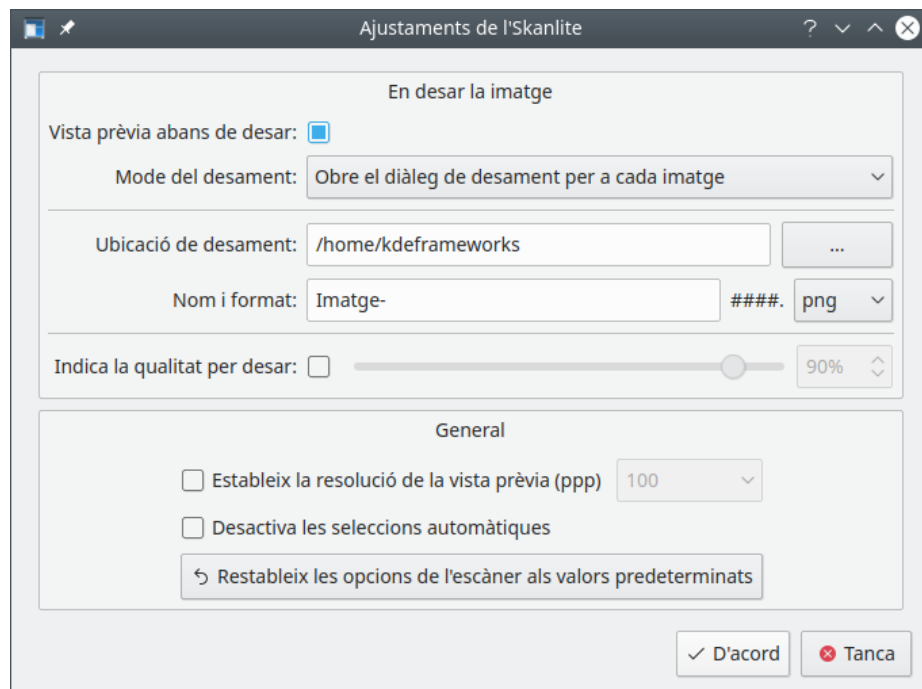 Ajustaments de l'Skanlite
En desar la imatge
Vista prèvia abans de desar:
Mode del desament: Obre el diàleg de desament per a cada imatge
Ubicació de desament: /home/kdeframeworks ...
Nom i format: Imatge- ####. png
Indica la qualitat per desar: 90%
General
Estableix la resolució de la vista prèvia (ppp) 100
Desactiva les seleccions automàtiques
Restableix les opcions de l'escàner als valors predeterminats
D'acord Tanca